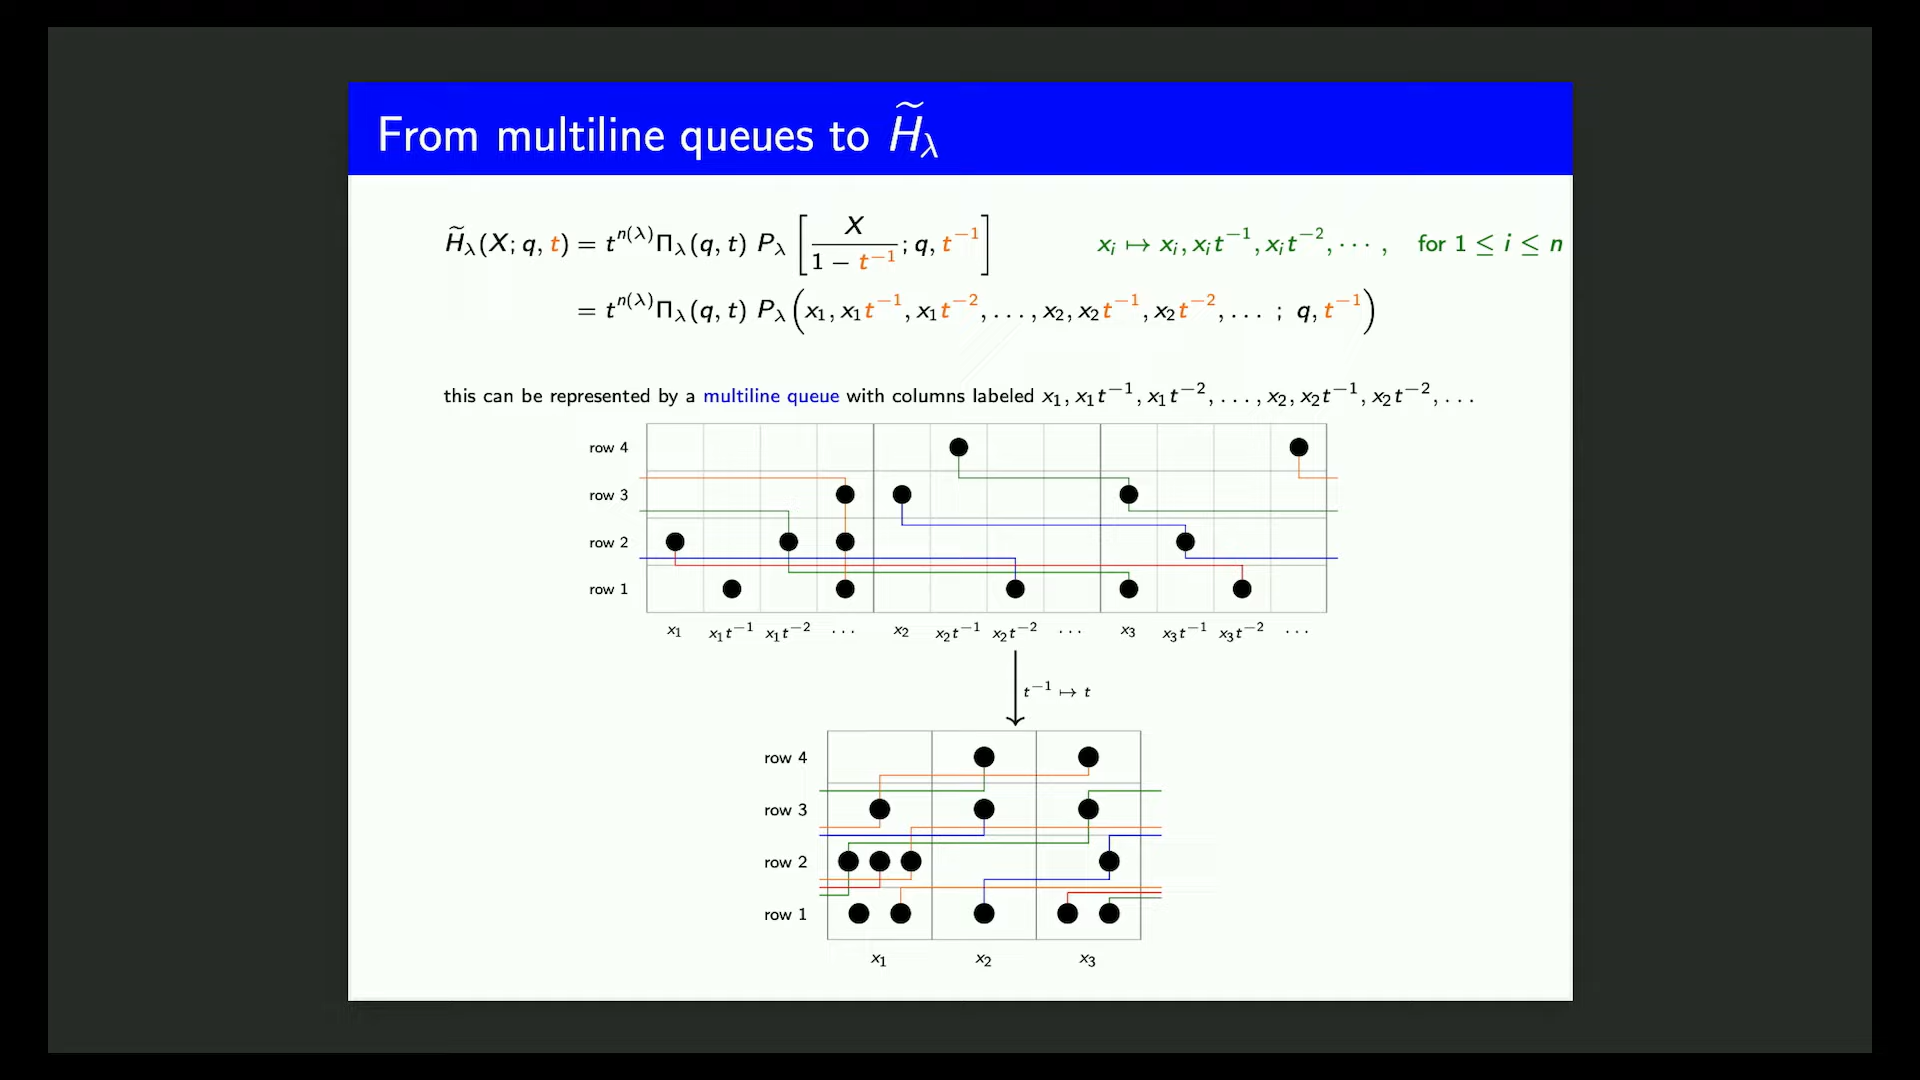 From multiline queues to H̃_λ
H̃_λ(X; q, t) = t^{n(λ)} Π_λ(q, t) P_λ [ X / (1 − t^{−1}) ; q, t^{−1} ]    x_i ↦ x_i, x_i t^{−1}, x_i t^{−2}, ⋯ ,   for 1 ≤ i ≤ n
= t^{n(λ)} Π_λ(q, t) P_λ ( x_1, x_1 t^{−1}, x_1 t^{−2}, . . . , x_2, x_2 t^{−1}, x_2 t^{−2}, . . . ; q, t^{−1} )
this can be represented by a multiline queue with columns labeled x_1, x_1 t^{−1}, x_1 t^{−2}, . . . , x_2, x_2 t^{−1}, x_2 t^{−2}, . . .
row 4
row 3
row 2
row 1
x_1 x_1 t^{−1} x_1 t^{−2} ⋯ x_2 x_2 t^{−1} x_2 t^{−2} ⋯ x_3 x_3 t^{−1} x_3 t^{−2} ⋯
t^{−1} ↦ t
row 4
row 3
row 2
row 1
x_1 x_2 x_3